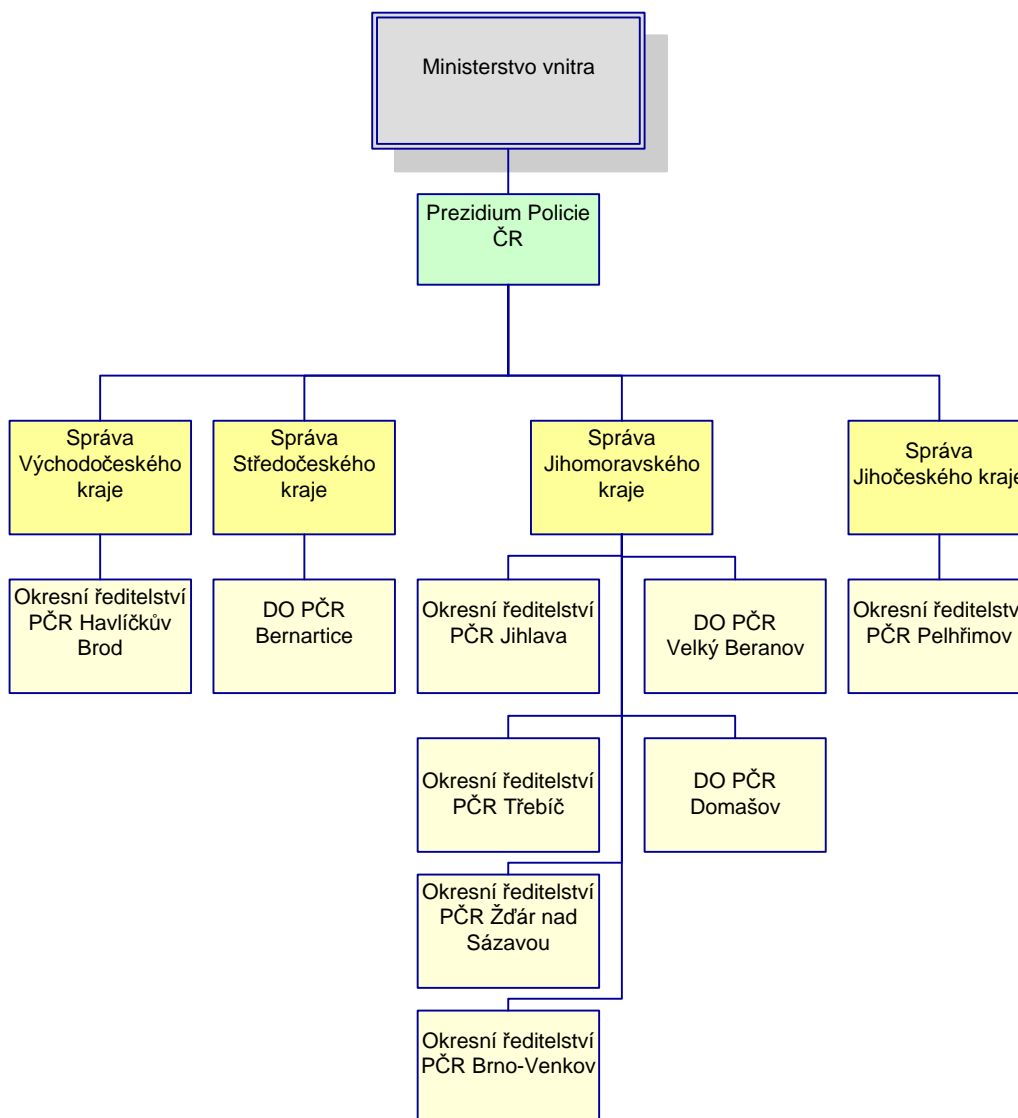 Ministerstvo vnitra
Prezidium Policie
ČR
Správa
Východočeského
kraje
Správa
Středočeského
kraje
Správa
Jihomoravského
kraje
Správa
Jihočeského kraje
Okresní ředitelství
PČR Havlíčkův
Brod
DO PČR
Bernartice
Okresní ředitelství
PČR Jihlava
DO PČR
Velký Beranov
Okresní ředitelství
PČR Pelhřimov
Okresní ředitelství
PČR Třebíč
DO PČR
Domašov
Okresní ředitelství
PČR Žďár nad
Sázavou
Okresní ředitelství
PČR Brno-Venkov